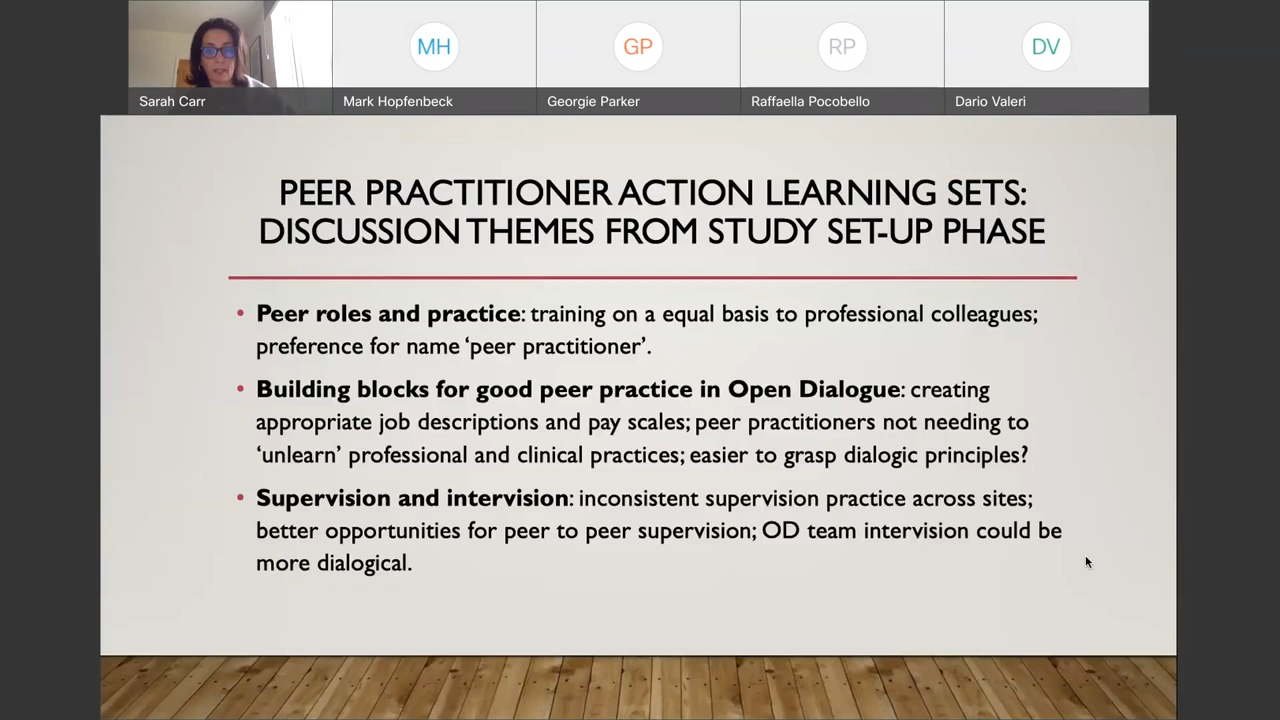 MH
GP
RP
DV
Sarah Carr
Mark Hopfenbeck
Georgie Parker
Raffaella Pocobello
Dario Valeri
PEER PRACTITIONER ACTION LEARNING SETS:
DISCUSSION THEMES FROM STUDY SET-UP PHASE
• Peer roles and practice: training on a equal basis to professional colleagues;
preference for name ‘peer practitioner’.
• Building blocks for good peer practice in Open Dialogue: creating
appropriate job descriptions and pay scales; peer practitioners not needing to
‘unlearn’ professional and clinical practices; easier to grasp dialogic principles?
• Supervision and intervision: inconsistent supervision practice across sites;
better opportunities for peer to peer supervision; OD team intervision could be
more dialogical.